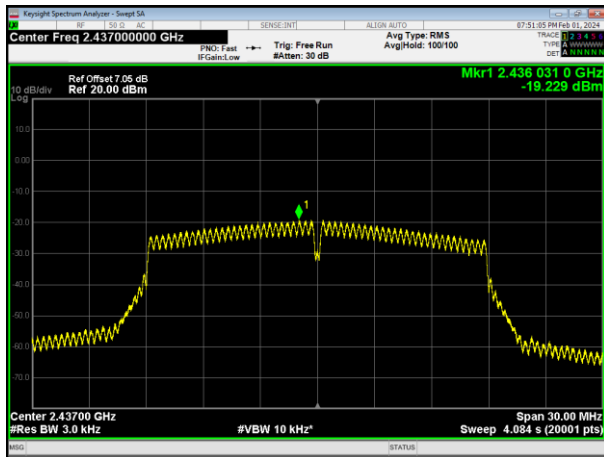 Keysight Spectrum Analyzer - Swept SA
RF 50 Ω AC SENSE:INT ALIGN AUTO 07:51:05 PM Feb 01, 2024
Center Freq 2.437000000 GHz
PNO: Fast
IFGain:Low
Trig: Free Run
#Atten: 30 dB
Avg Type: RMS
Avg|Hold: 100/100
TRACE 1 2 3 4 5 6
TYPE A WWWWW
DET A N N N N N
Mkr1 2.436 031 0 GHz
-19.229 dBm
Ref Offset 7.05 dB
10 dB/div Ref 20.00 dBm
Log
10.0
0.00
-10.0
-20.0
-30.0
-40.0
-50.0
-60.0
-70.0
1
Center 2.43700 GHz Span 30.00 MHz
#Res BW 3.0 kHz #VBW 10 kHz* Sweep 4.084 s (20001 pts)
MSG STATUS